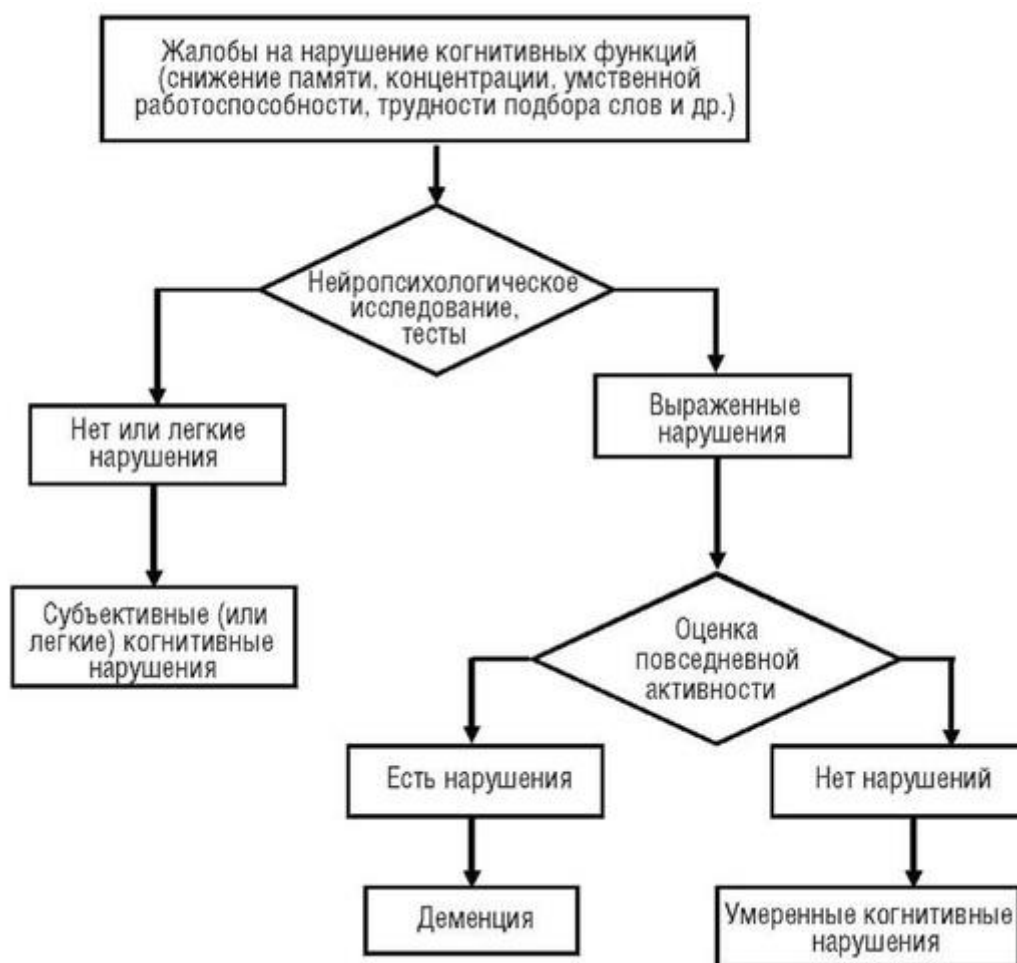 Жалобы на нарушение когнитивных функций
(снижение памяти, концентрации, умственной
работоспособности, трудности подбора слов и др.)
Нейропсихологическое
исследование,
тесты
Нет или легкие
нарушения
Выраженные
нарушения
Субъективные (или
легкие) когнитивные
нарушения
Оценка
повседневной
активности
Есть нарушения
Нет нарушений
Деменция
Умеренные когнитивные
нарушения